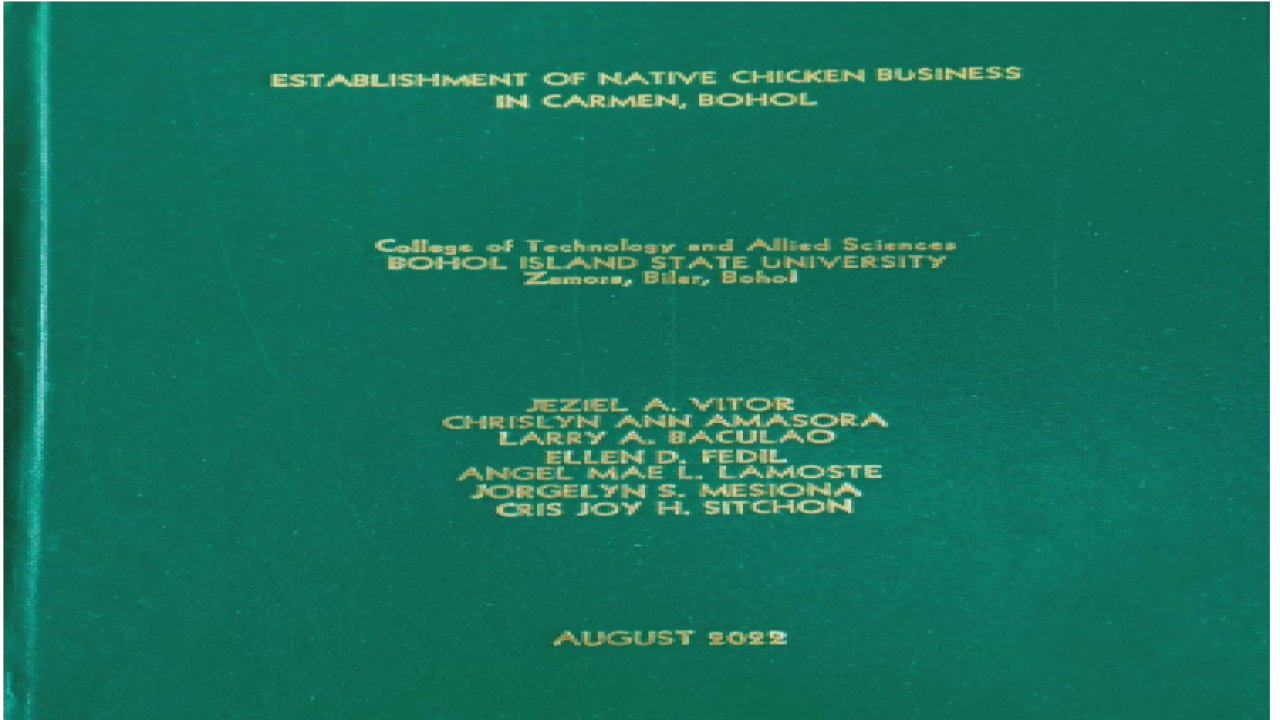 ESTABLISHMENT OF NATIVE CHICKEN BUSINESS
IN CARMEN, BOHOL
College of Technology and Allied Sciences
BOHOL ISLAND STATE UNIVERSITY
Zamora, Bilar, Bohol
JEZIEL A. VITOR
CHRISLYN ANN AMASORA
LARRY A. BACULAO
ELLEN D. FEDIL
ANGEL MAE L. LAMOSTE
JORGELYN S. MESIONA
CRIS JOY H. SITCHON
AUGUST 2022